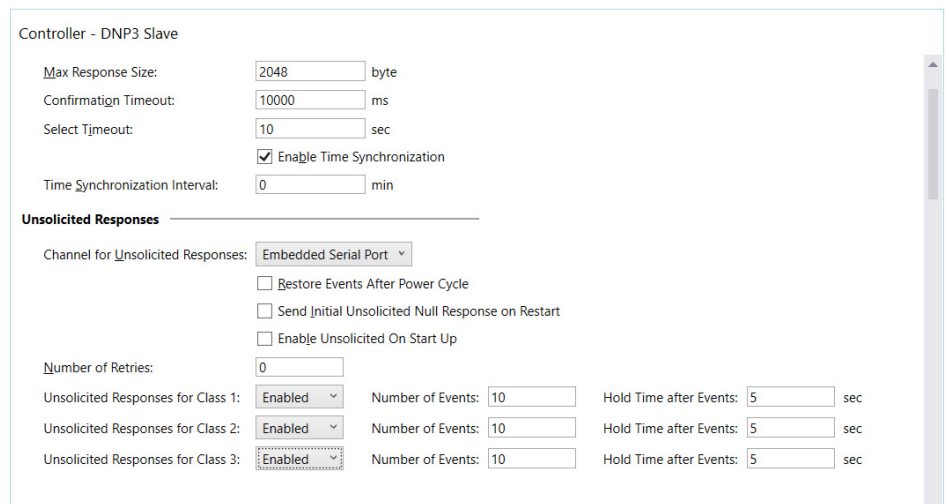 Controller - DNP3 Slave
Max Response Size: 2048 byte
Confirmation Timeout: 10000 ms
Select Timeout: 10 sec
Enable Time Synchronization
Time Synchronization Interval: 0 min
Unsolicited Responses
Channel for Unsolicited Responses: Embedded Serial Port
Restore Events After Power Cycle
Send Initial Unsolicited Null Response on Restart
Enable Unsolicited On Start Up
Number of Retries: 0
Unsolicited Responses for Class 1: Enabled Number of Events: 10 Hold Time after Events: 5 sec
Unsolicited Responses for Class 2: Enabled Number of Events: 10 Hold Time after Events: 5 sec
Unsolicited Responses for Class 3: Enabled Number of Events: 10 Hold Time after Events: 5 sec